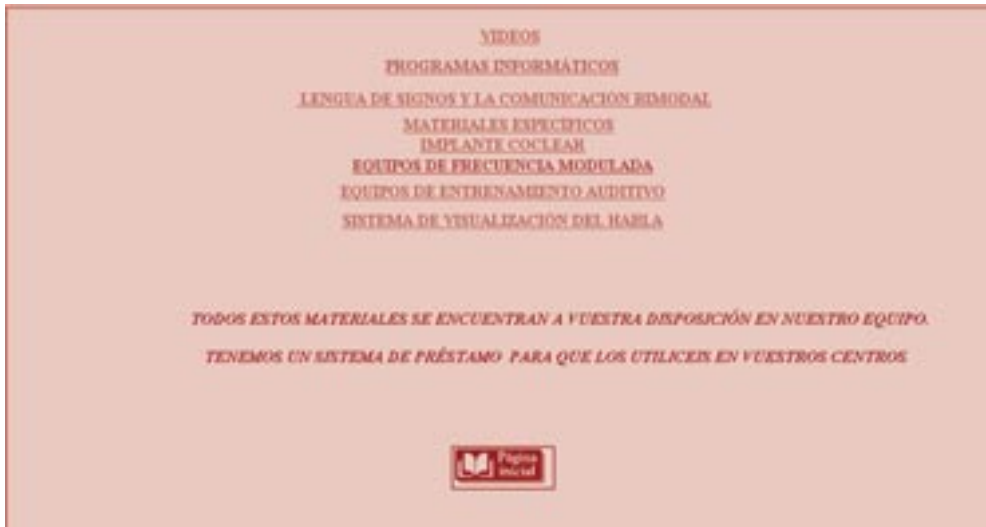 VIDEOS
PROGRAMAS INFORMÁTICOS
LENGUA DE SIGNOS Y LA COMUNICACIÓN BIMODAL
MATERIALES ESPECÍFICOS
IMPLANTE COCLEAR
EQUIPOS DE FRECUENCIA MODULADA
EQUIPOS DE ENTRENAMIENTO AUDITIVO
SISTEMA DE VISUALIZACIÓN DEL HABLA
TODOS ESTOS MATERIALES SE ENCUENTRAN A VUESTRA DISPOSICIÓN EN NUESTRO EQUIPO.
TENEMOS UN SISTEMA DE PRÉSTAMO PARA QUE LOS UTILICEIS EN VUESTROS CENTROS
Página
inicial